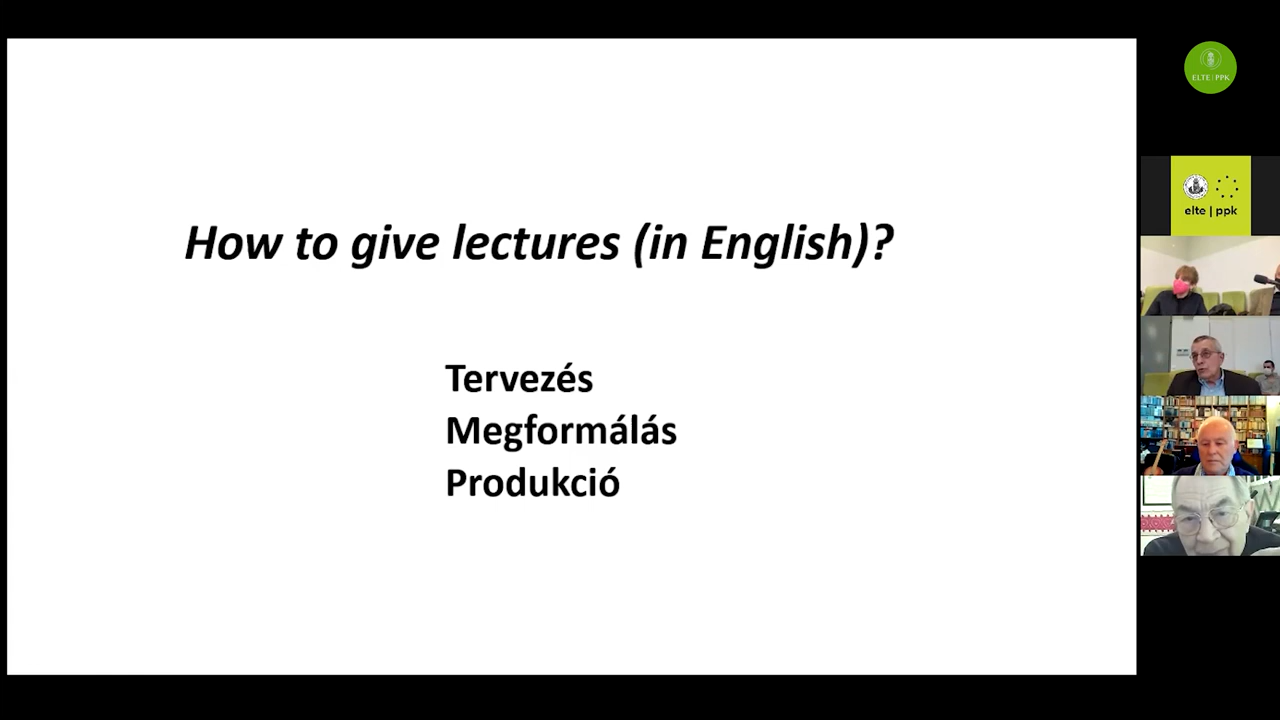 How to give lectures (in English)?
Tervezés
Megformálás
Produkció
ELTE | PPK
elte | ppk